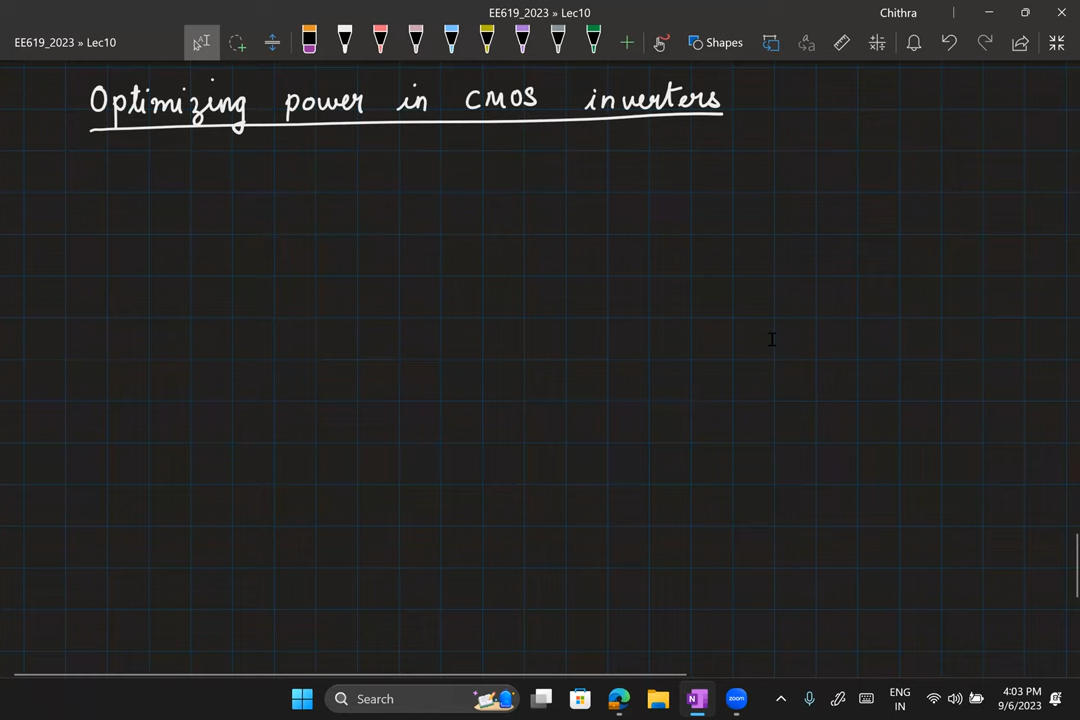 EE619_2023 » Lec10
Chithra
EE619_2023 » Lec10
Shapes
Optimizing power in CMOS inverters
Search
zoom
ENG
IN
4:03 PM
9/6/2023